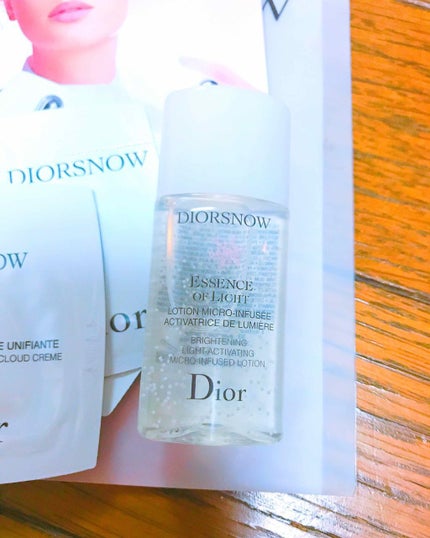 W
DIORSNOW
OW
E UNIFIANTE
CLOUD CREME
r
or
DIORSNOW
ESSENCE
OF LIGHT
LOTION MICRO-INFUSÉE
ACTIVATRICE DE LUMIÈRE
BRIGHTENING
LIGHT-ACTIVATING
MICRO-INFUSED LOTION
Dior